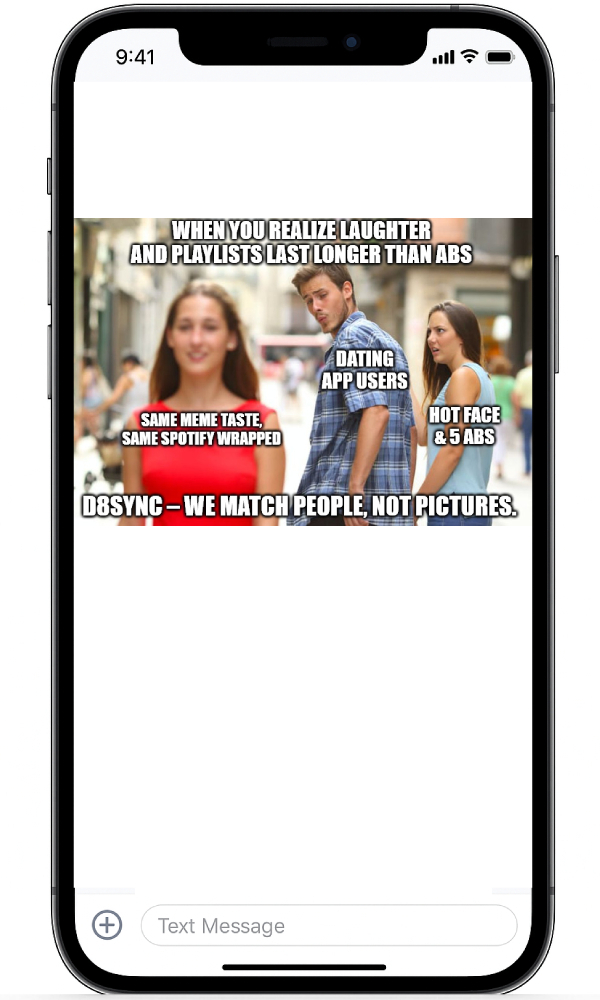 9:41
WHEN YOU REALIZE LAUGHTER
AND PLAYLISTS LAST LONGER THAN ABS
DATING
APP USERS
SAME MEME TASTE,
SAME SPOTIFY WRAPPED
HOT FACE
& 5 ABS
D8SYNC – WE MATCH PEOPLE, NOT PICTURES.
Text Message